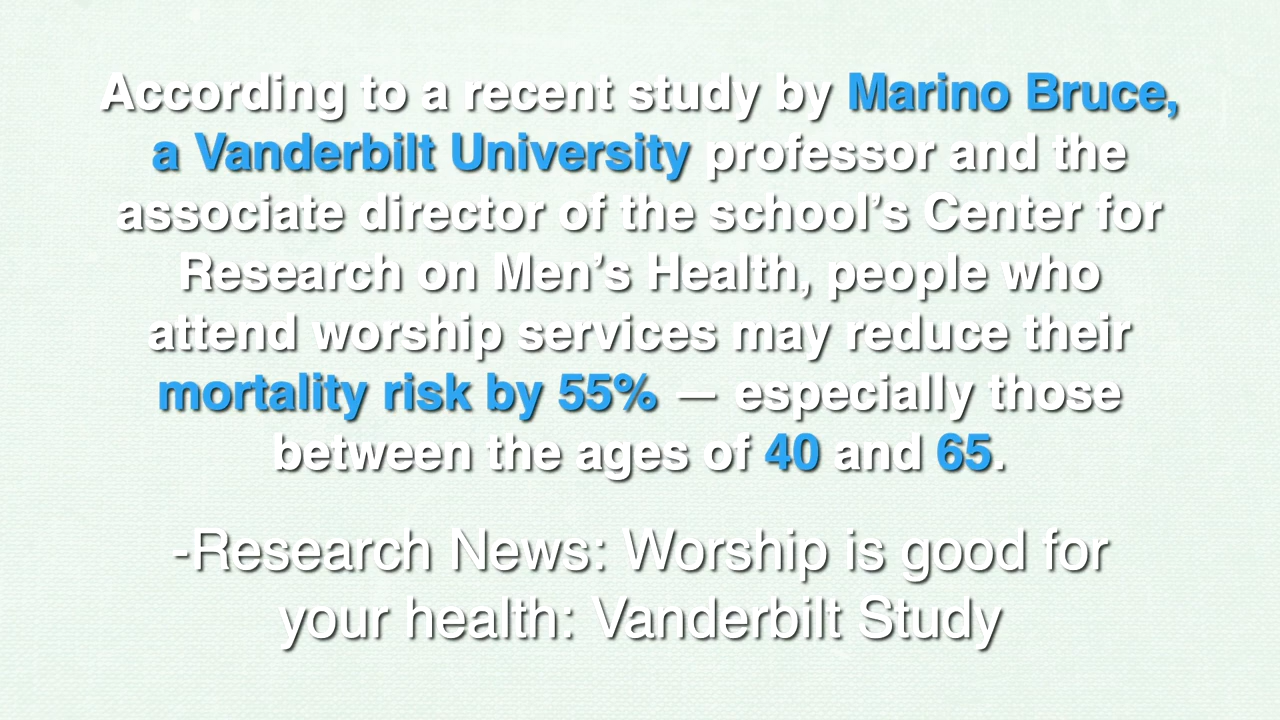 According to a recent study by Marino Bruce,
a Vanderbilt University professor and the
associate director of the school’s Center for
Research on Men’s Health, people who
attend worship services may reduce their
mortality risk by 55% — especially those
between the ages of 40 and 65.
-Research News: Worship is good for
your health: Vanderbilt Study